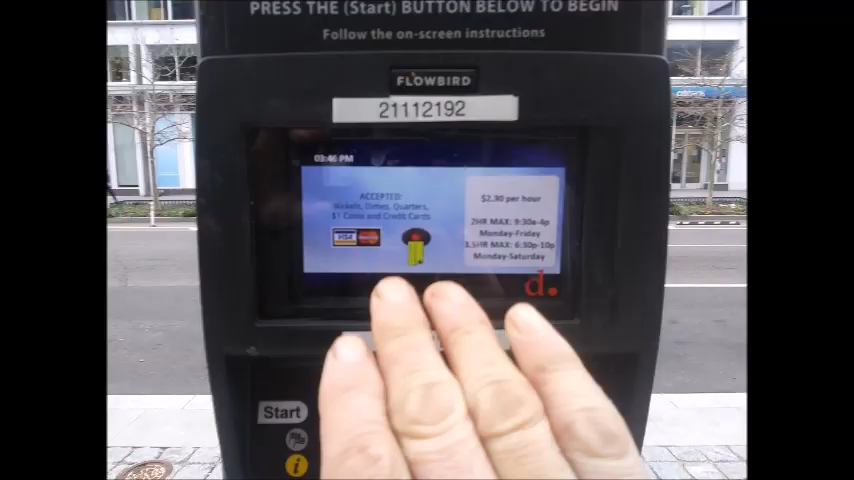 PRESS THE (Start) BUTTON BELOW TO BEGIN
Follow the on-screen instructions
FLOWBIRD
21112192
03:46 PM
ACCEPTED:
Nickels, Dimes, Quarters,
$1 Coins and Credit Cards
VISA
MasterCard
$2.30 per hour
2HR MAX: 9:30a-4p
Monday-Friday
3.5HR MAX: 6:30p-10p
Monday-Saturday
d.
Start
i